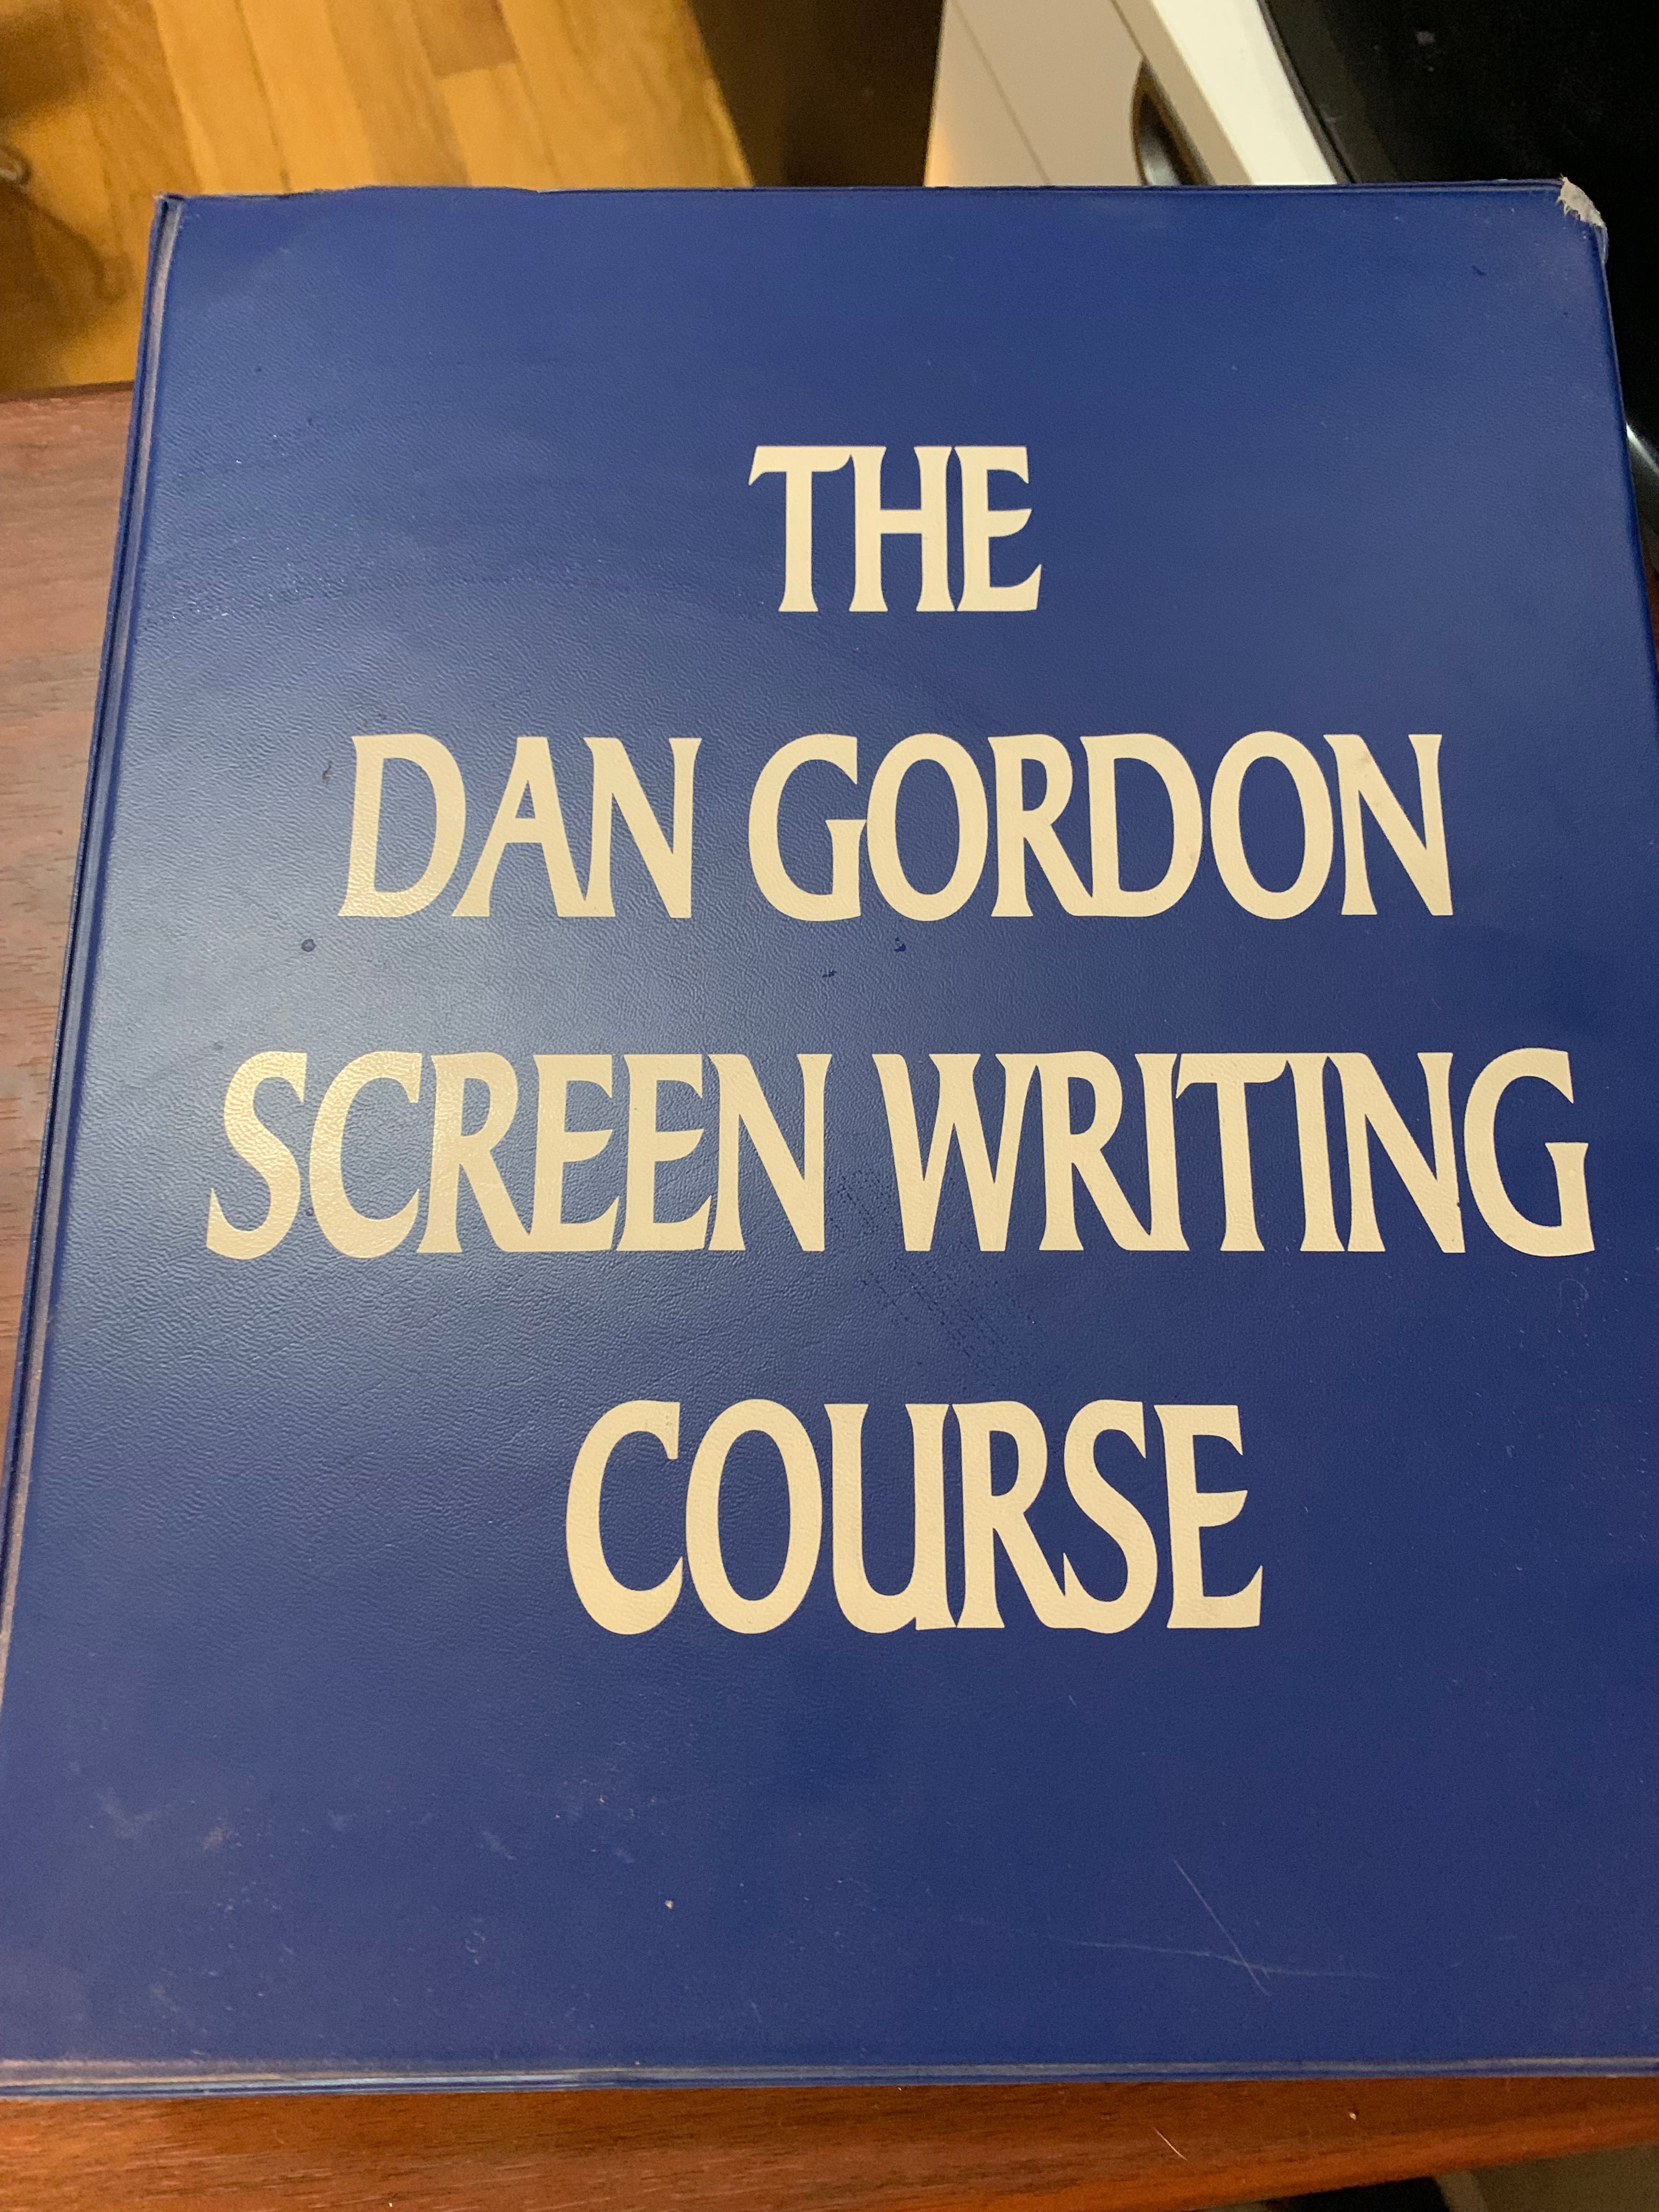 THE
DAN GORDON
SCREEN WRITING
COURSE